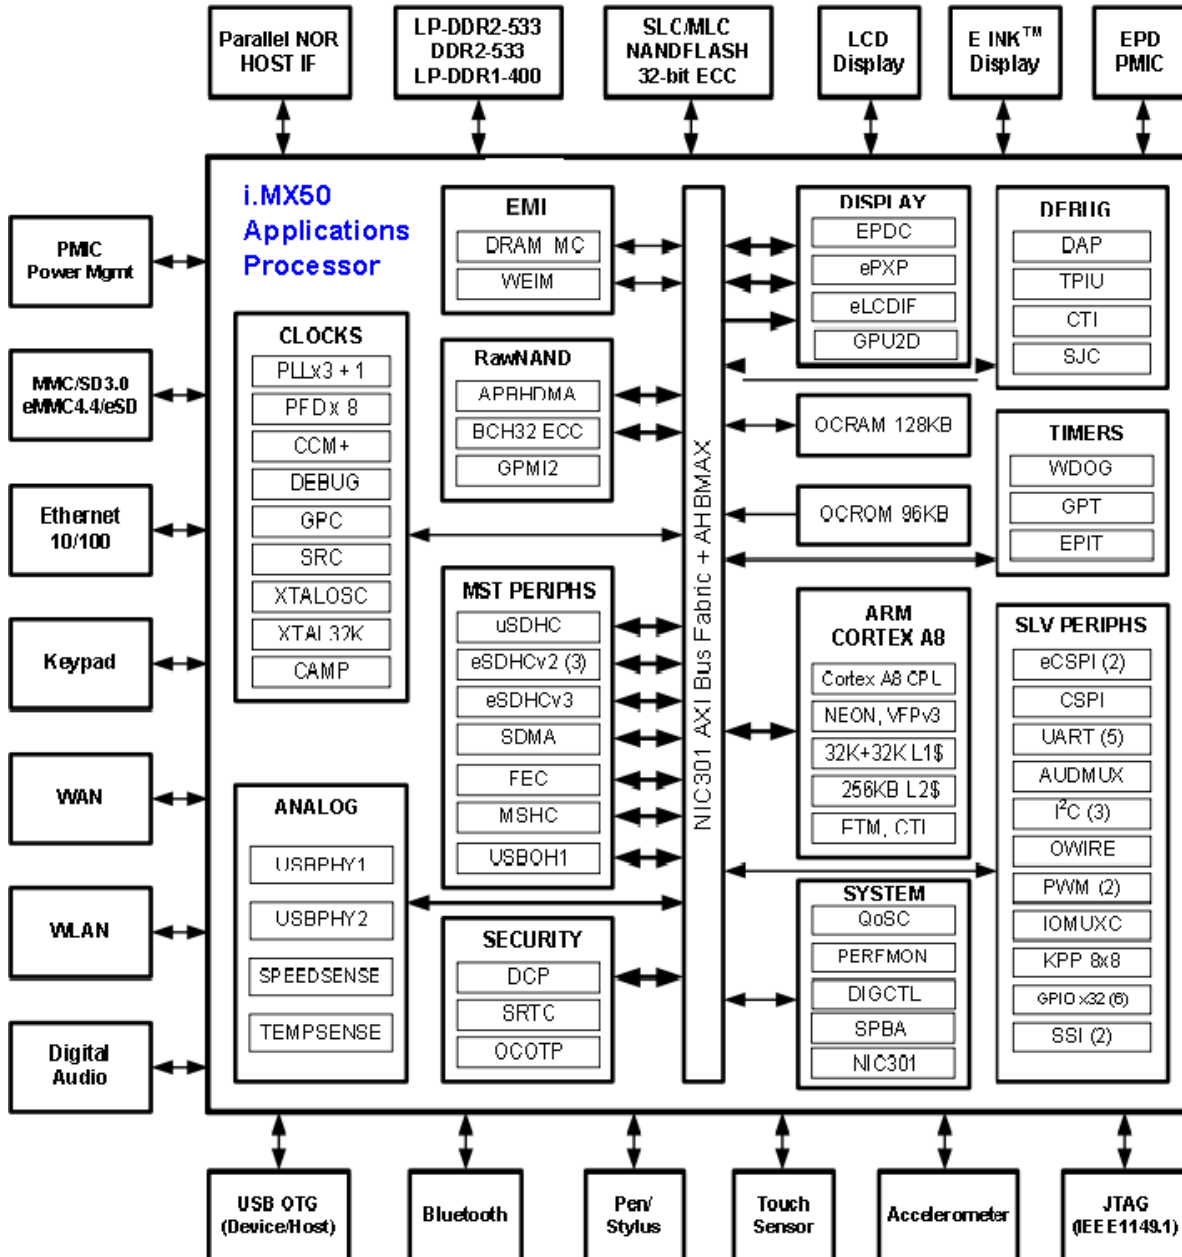 Parallel NOR
HOST IF
LP-DDR2-533
DDR2-533
LP-DDR1-400
SLC/MLC
NANDFLASH
32-bit ECC
LCD
Display
E INK™
Display
EPD
PMIC
i.MX50
Applications
Processor
PMIC
Power Mgmt
MMC/SD3.0
eMMC4.4/eSD
Ethernet
10/100
Keypad
WAN
WLAN
Digital
Audio
CLOCKS
PLLx3 + 1
PFDx 8
CCM+
DEBUG
GPC
SRC
XTALOSC
XTAL32K
CAMP
ANALOG
USBPHY1
USBPHY2
SPEEDSENSE
TEMPSENSE
EMI
DRAM MC
WEIM
RawNAND
APBHDMA
BCH32 ECC
GPMI2
MST PERIPHS
uSDHC
eSDHCv2 (3)
eSDHCv3
SDMA
FEC
MSHC
USBOH1
SECURITY
DCP
SRTC
OCOTP
NIC301 AXI Bus Fabric + AHBMAX
DISPLAY
EPDC
ePXP
eLCDIF
GPU2D
OCRAM 128KB
OCROM 96KB
ARM
CORTEX A8
Cortex A8 CPU
NEON, VFPv3
32K+32K L1$
256KB L2$
ETM, CTI
SYSTEM
QoSC
PERFMON
DIGCTL
SPBA
NIC301
DEBUG
DAP
TPIU
CTI
SJC
TIMERS
WDOG
GPT
EPIT
SLV PERIPHS
eCSPI (2)
CSPI
UART (5)
AUDMUX
I²C (3)
OWIRE
PWM (2)
IOMUXC
KPP 8x8
GPIO x32 (6)
SSI (2)
USB OTG
(Device/Host)
Bluetooth
Pen/
Stylus
Touch
Sensor
Accelerometer
JTAG
(IEEE1149.1)